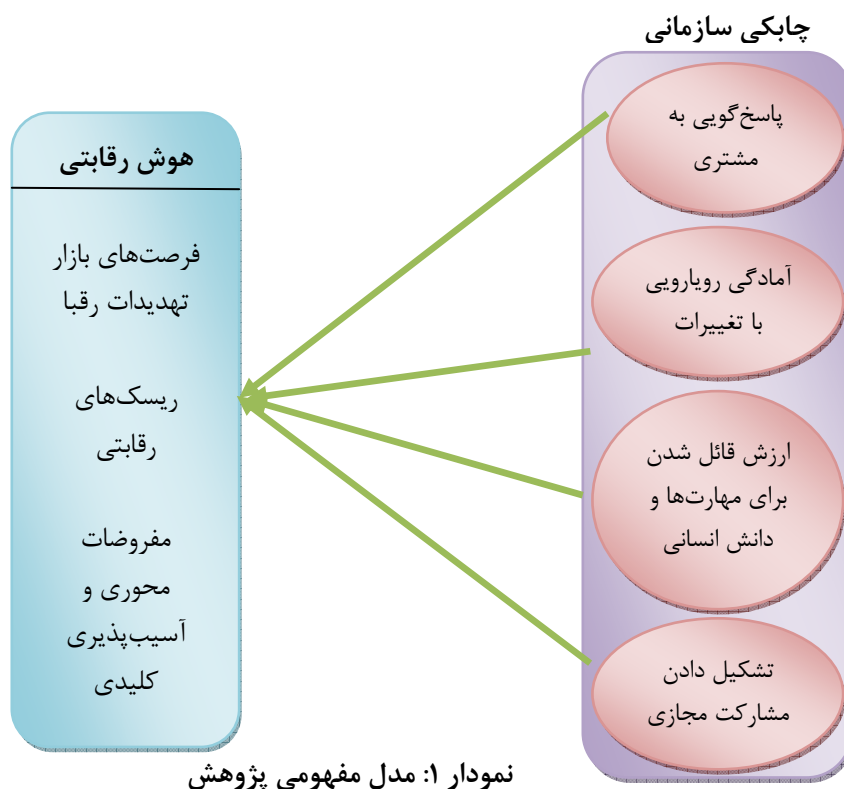 چابکی سازمانی
پاسخ‌گویی به
مشتری
آمادگی رویارویی
با تغییرات
ارزش قائل شدن
برای مهارت‌ها و
دانش انسانی
تشکیل دادن
مشارکت مجازی
هوش رقابتی
فرصت‌های بازار
تهدیدات رقبا
ریسک‌های
رقابتی
مفروضات
محوری و
آسیب‌پذیری
کلیدی
نمودار ۱: مدل مفهومی پژوهش